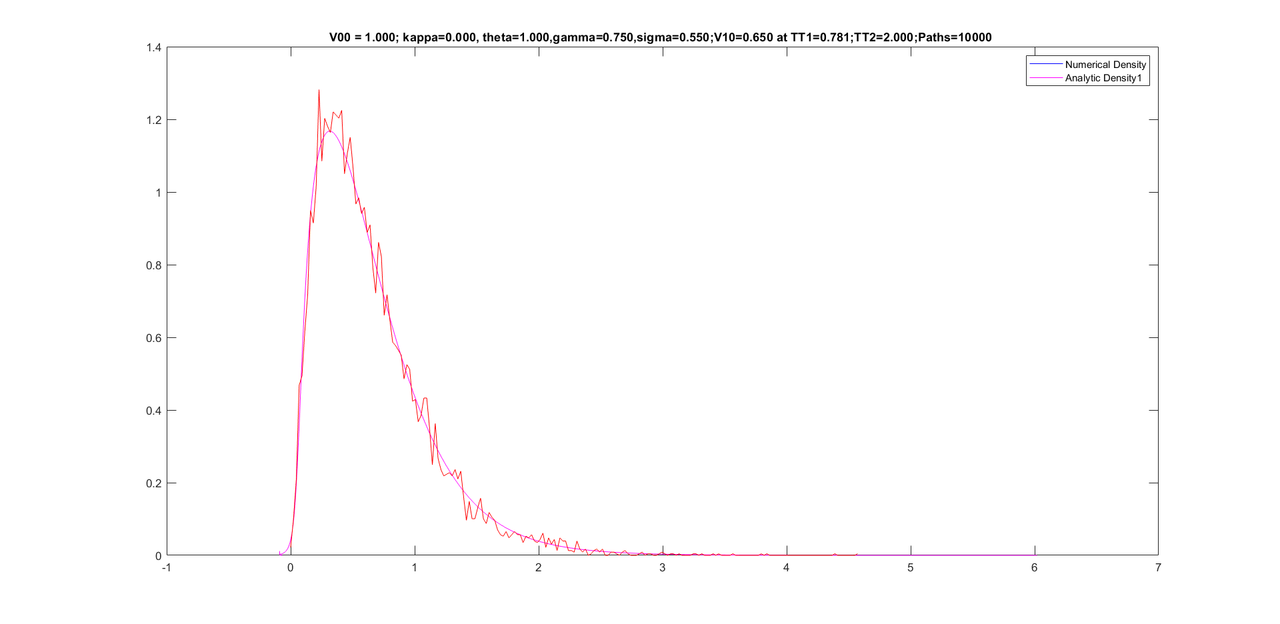 V00 = 1.000; kappa=0.000, theta=1.000,gamma=0.750,sigma=0.550;V10=0.650 at TT1=0.781;TT2=2.000;Paths=10000
Numerical Density
Analytic Density1
1.4
1.2
1
0.8
0.6
0.4
0.2
0
-1 0 1 2 3 4 5 6 7